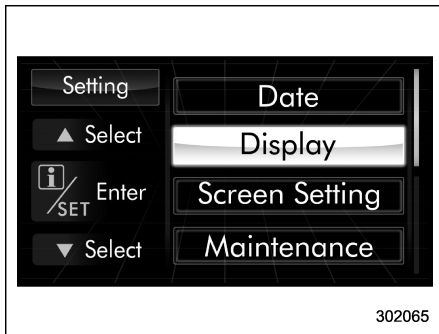 Setting
▲ Select
i/SET Enter
▼ Select
Date
Display
Screen Setting
Maintenance
302065